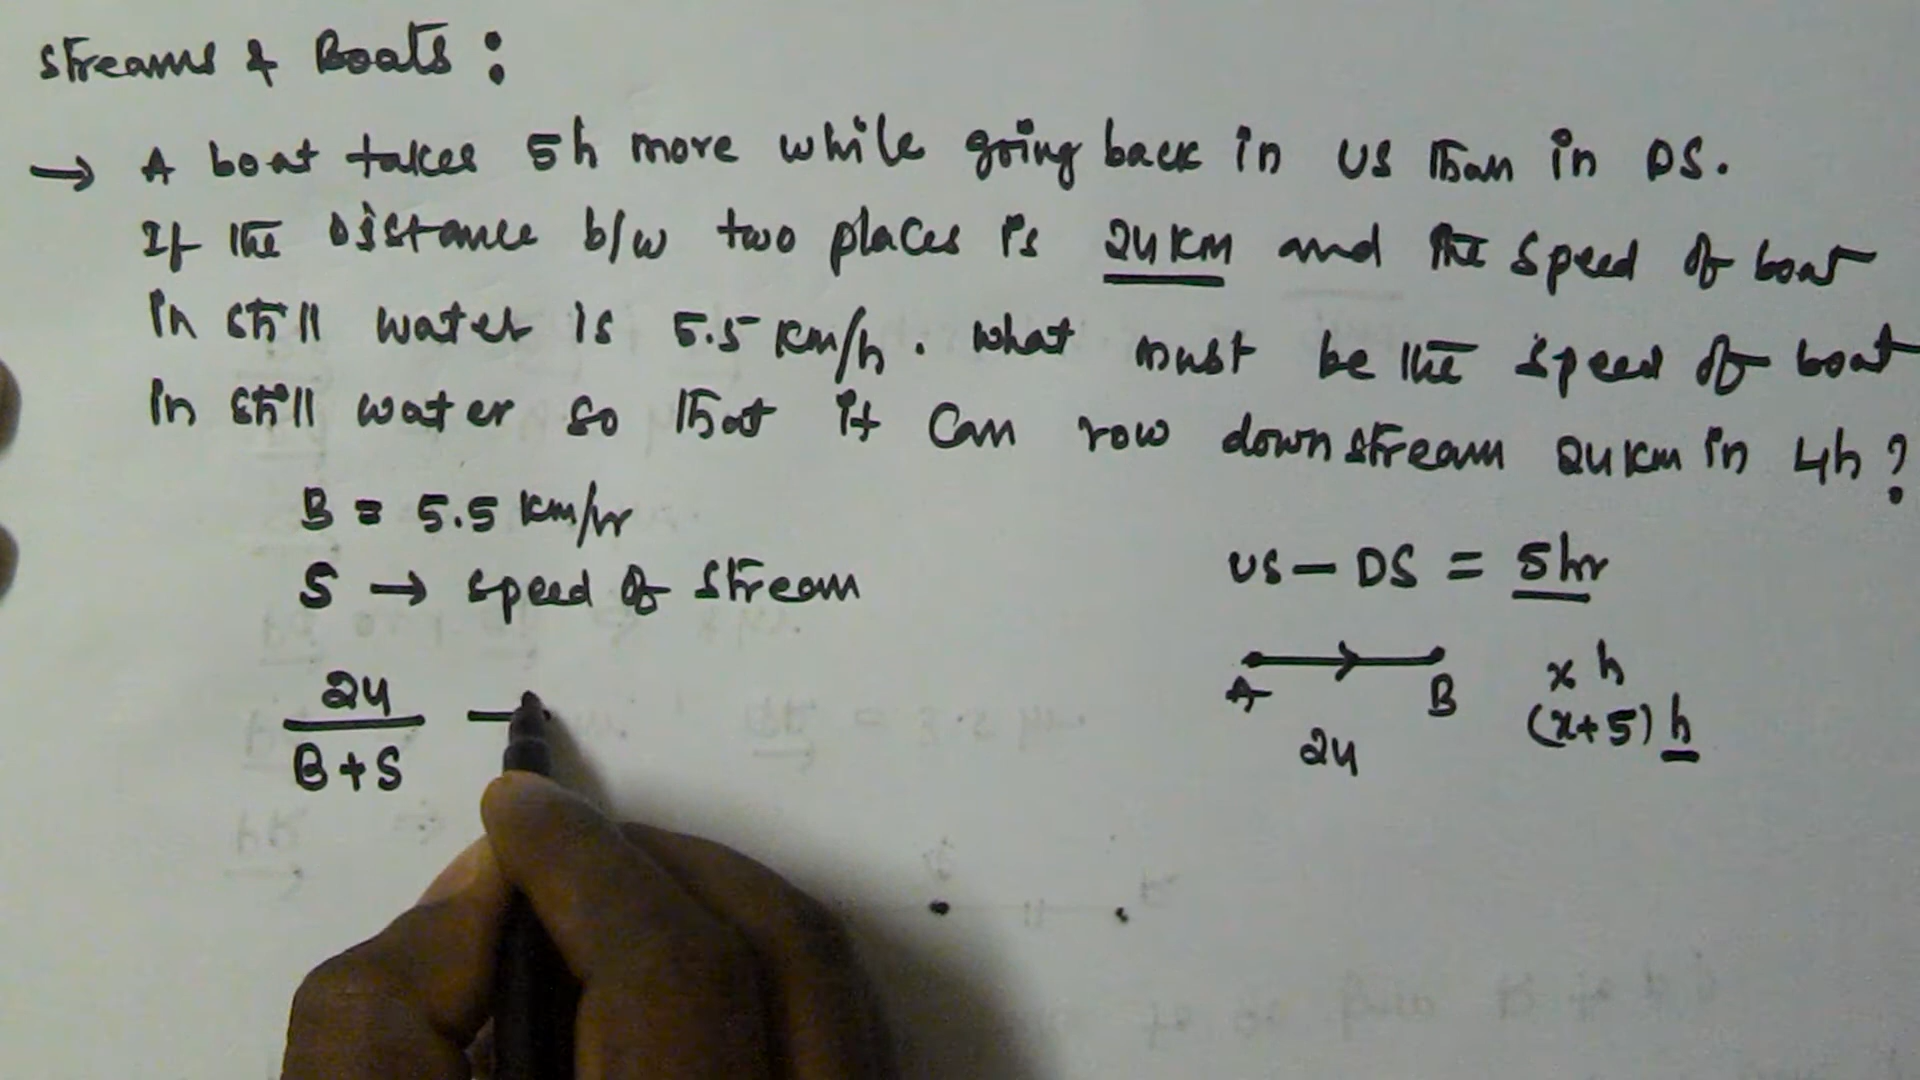 Streams & Boats :
→ A boat takes 5h more while going back in US than in DS.
If the Distance b/w two places is 24 KM and the speed of boat
in still water is 5.5 Km/h. what must be the speed of boat
in still water so that it can row downstream 24 KM in 4h ?
B = 5.5 km/hr
S → speed of stream
US - DS = 5hr
A B x h
24 (x+5) h
24 -
B+S